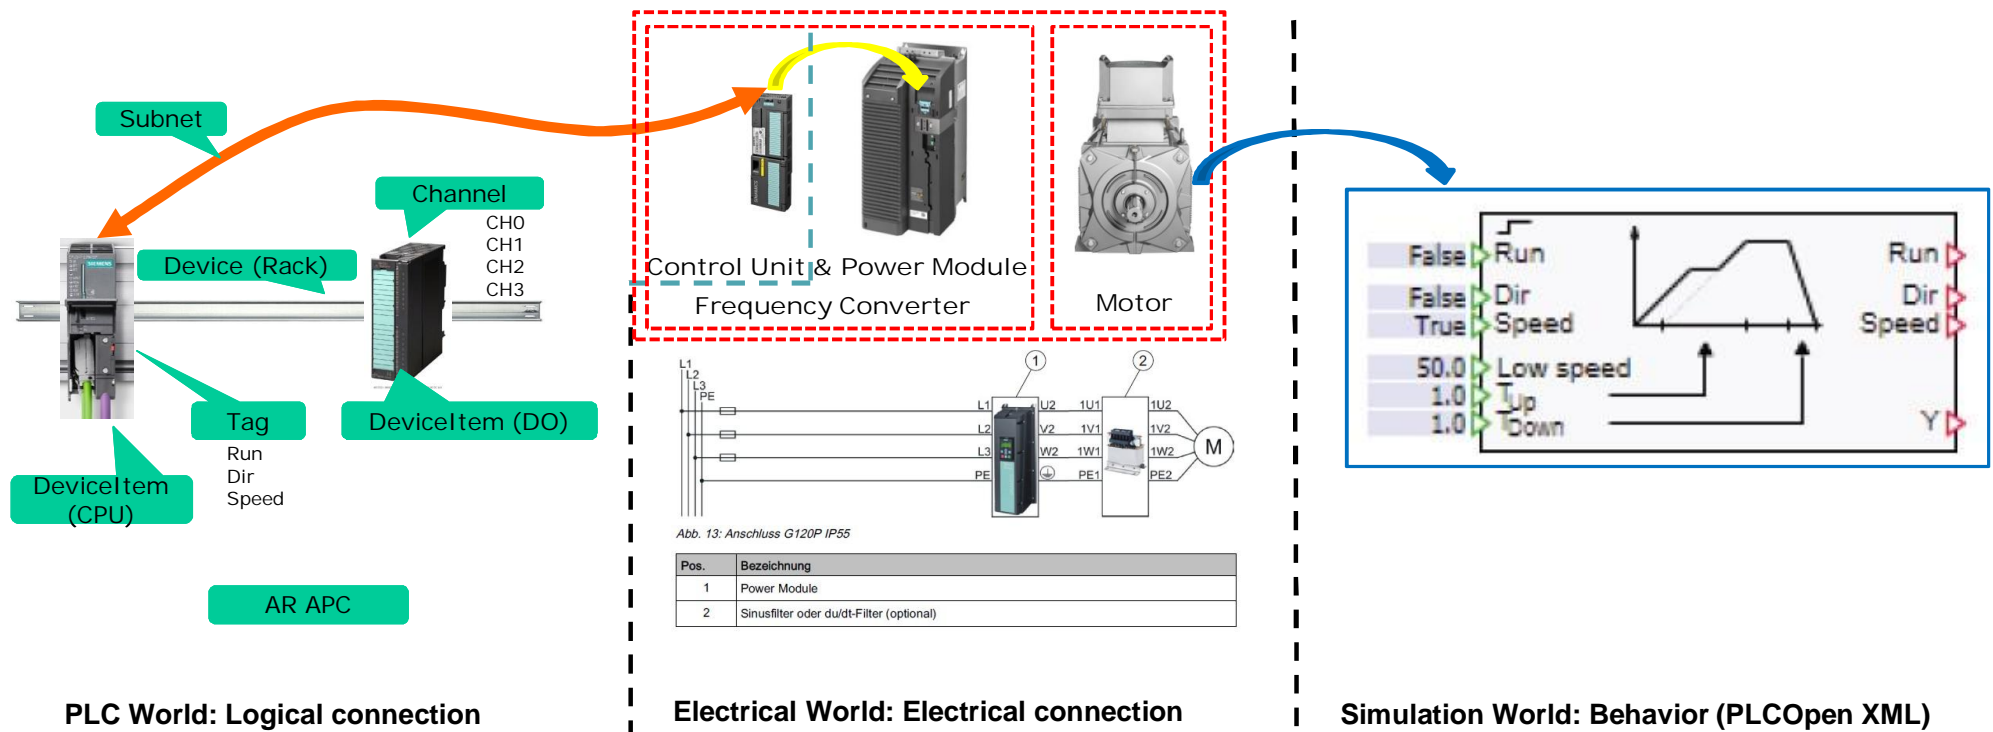 Subnet
Channel
CH0
CH1
CH2
CH3
Device (Rack)
SIEMENS
Tag
Run
Dir
Speed
DeviceItem (DO)
DeviceItem
(CPU)
AR APC
PLC World: Logical connection
Control Unit & Power Module
Frequency Converter
Motor
L1
L2
L3
PE
1
2
L1 U2 1U1 1U2
L2 V2 1V1 1V2
L3 W2 1W1 1W2
PE PE1 PE2
M
Abb. 13: Anschluss G120P IP55
Pos. Bezeichnung
1 Power Module
2 Sinusfilter oder du/dt-Filter (optional)
Electrical World: Electrical connection
False Run Run
False Dir Dir
True Speed Speed
50.0 Low speed
1.0 TUp
1.0 TDown Y
Simulation World: Behavior (PLCOpen XML)